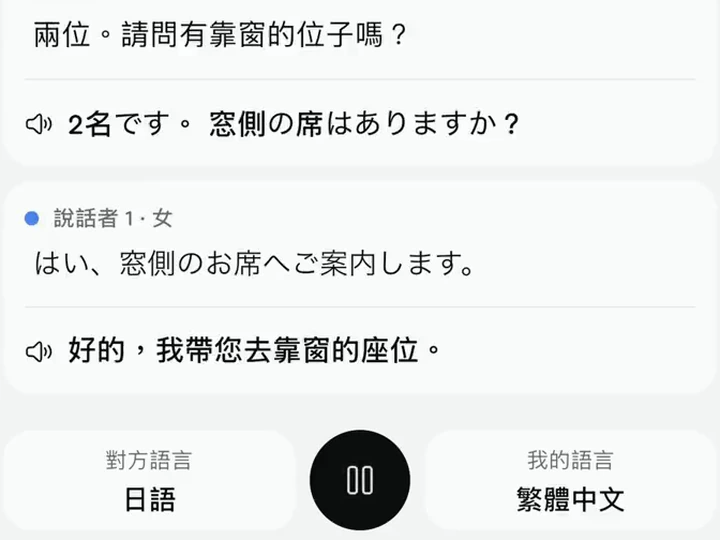 兩位。請問有靠窗的位子嗎？
2名です。 窓側の席はありますか？
說話者 1 · 女
はい、窓側のお席へご案内します。
好的，我帶您去靠窗的座位。
對方語言
日語
我的語言
繁體中文